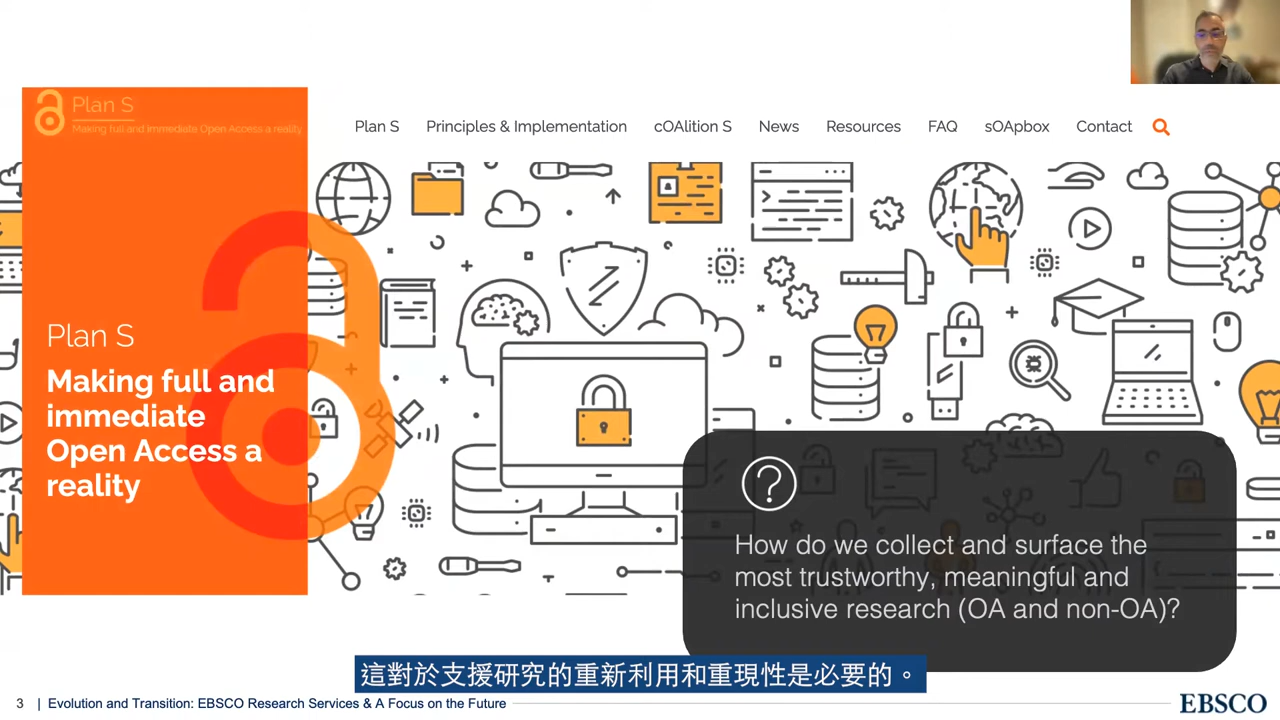 Plan S
Making full and immediate Open Access a reality
Plan S
Principles & Implementation
cOAlition S
News
Resources
FAQ
sOApbox
Contact
Plan S
Making full and
immediate
Open Access a
reality
?
How do we collect and surface the
most trustworthy, meaningful and
inclusive research (OA and non-OA)?
這對於支援研究的重新利用和重現性是必要的。
3 | Evolution and Transition: EBSCO Research Services & A Focus on the Future
EBSCO